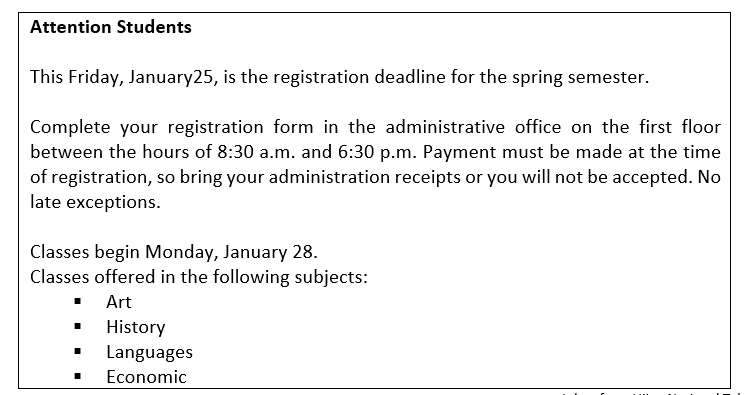 Attention Students
This Friday, January25, is the registration deadline for the spring semester.
Complete your registration form in the administrative office on the first floor
between the hours of 8:30 a.m. and 6:30 p.m. Payment must be made at the time
of registration, so bring your administration receipts or you will not be accepted. No
late exceptions.
Classes begin Monday, January 28.
Classes offered in the following subjects:
▪ Art
▪ History
▪ Languages
▪ Economic